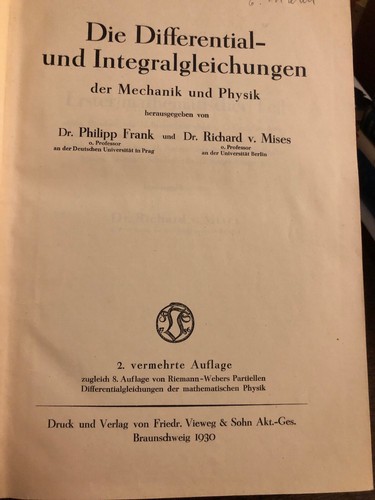 Die Differential-
und Integralgleichungen
der Mechanik und Physik
herausgegeben von
Dr. Philipp Frank und Dr. Richard v. Mises
o. Professor o. Professor
an der Deutschen Universität in Prag an der Universität Berlin
2. vermehrte Auflage
zugleich 8. Auflage von Riemann-Webers Partiellen
Differentialgleichungen der mathematischen Physik
Druck und Verlag von Friedr. Vieweg & Sohn Akt.-Ges.
Braunschweig 1930